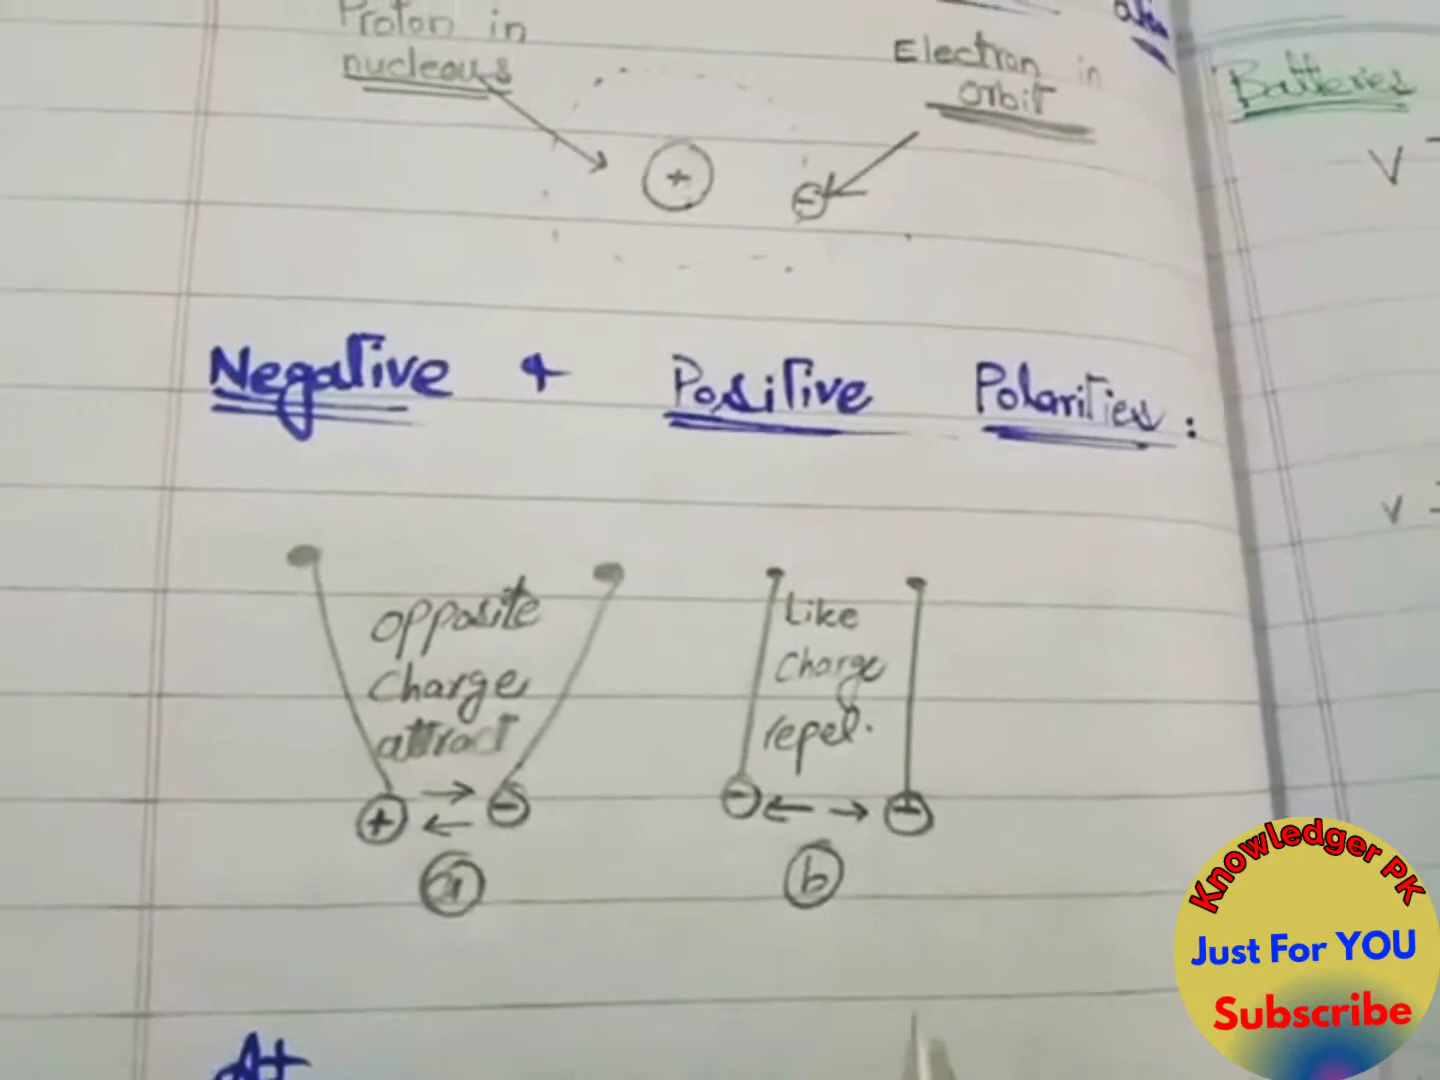 Proton in
nucleous
Electron in
orbit
+
-
Batteries
V
Negative + Positive Polarities:
V
opposite
charge
attract
Like
charge
repel.
+ → -
←
- ← →
a
b
Knowledger PK
Just For YOU
Subscribe